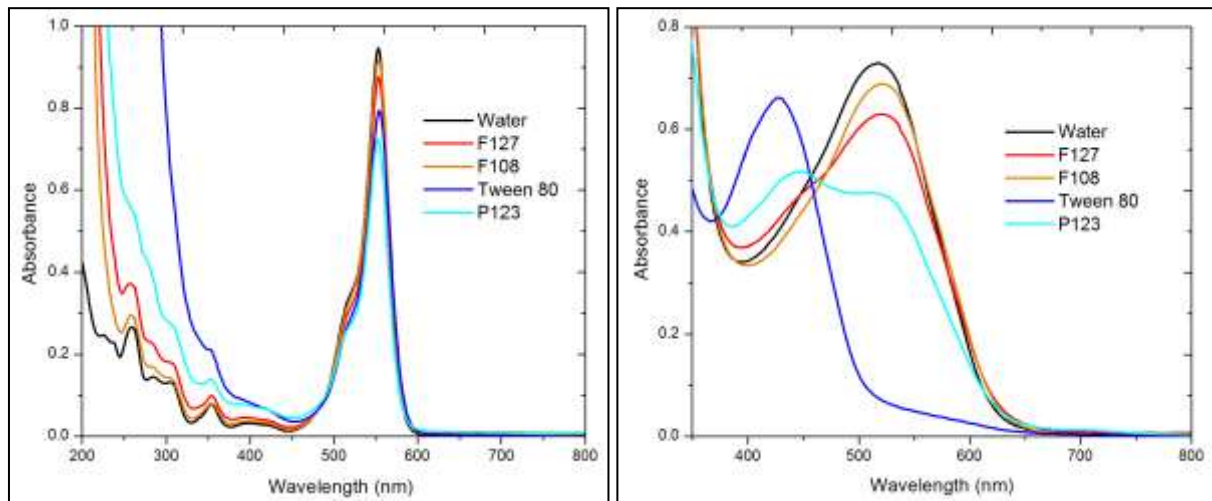 1.0
0.8
0.6
0.4
0.2
0.0
Absorbance
200 300 400 500 600 700 800
Wavelength (nm)
Water
F127
F108
Tween 80
P123
0.8
0.6
0.4
0.2
0.0
Absorbance
400 500 600 700 800
Wavelength (nm)
Water
F127
F108
Tween 80
P123